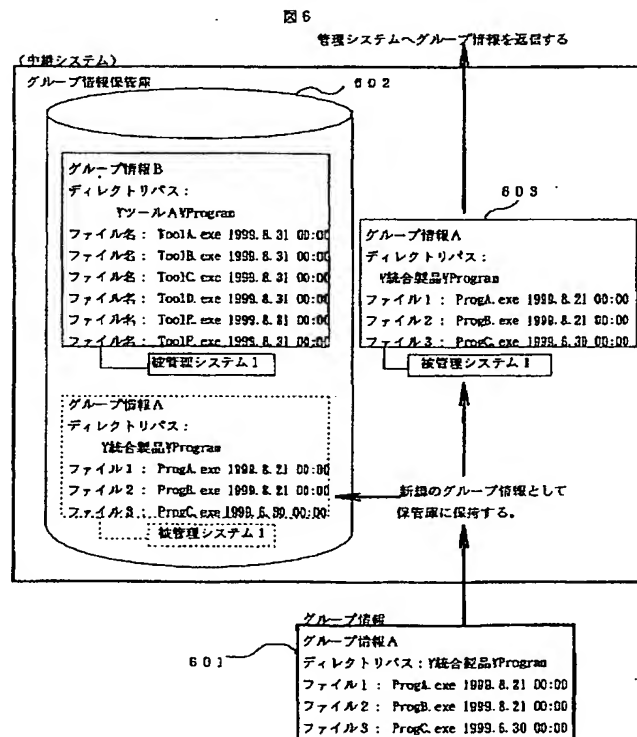 図6
管理システムへグループ情報を返信する
(中継システム)
グループ情報保管庫
602
グループ情報B
ディレクトリパス:
¥ツールA¥Program
ファイル名: ToolA.exe 1999.8.31 00:00
ファイル名: ToolB.exe 1999.8.31 00:00
ファイル名: ToolC.exe 1999.8.31 00:00
ファイル名: ToolD.exe 1999.8.31 00:00
ファイル名: ToolE.exe 1999.8.31 00:00
ファイル名: ToolF.exe 1999.8.31 00:00
被管理システム1
603
グループ情報A
ディレクトリパス:
¥統合製品¥Program
ファイル1: ProgA.exe 1999.8.21 00:00
ファイル2: ProgB.exe 1999.8.21 00:00
ファイル3: ProgC.exe 1999.6.30 00:00
被管理システム1
グループ情報A
ディレクトリパス:
¥統合製品¥Program
ファイル1: ProgA.exe 1999.8.21 00:00
ファイル2: ProgB.exe 1999.8.21 00:00
ファイル3: ProgC.exe 1999.6.30 00:00
被管理システム1
新規のグループ情報として
保管庫に保持する。
601
グループ情報
グループ情報A
ディレクトリパス:¥統合製品¥Program
ファイル1: ProgA.exe 1999.8.21 00:00
ファイル2: ProgB.exe 1999.8.21 00:00
ファイル3: ProgC.exe 1999.6.30 00:00